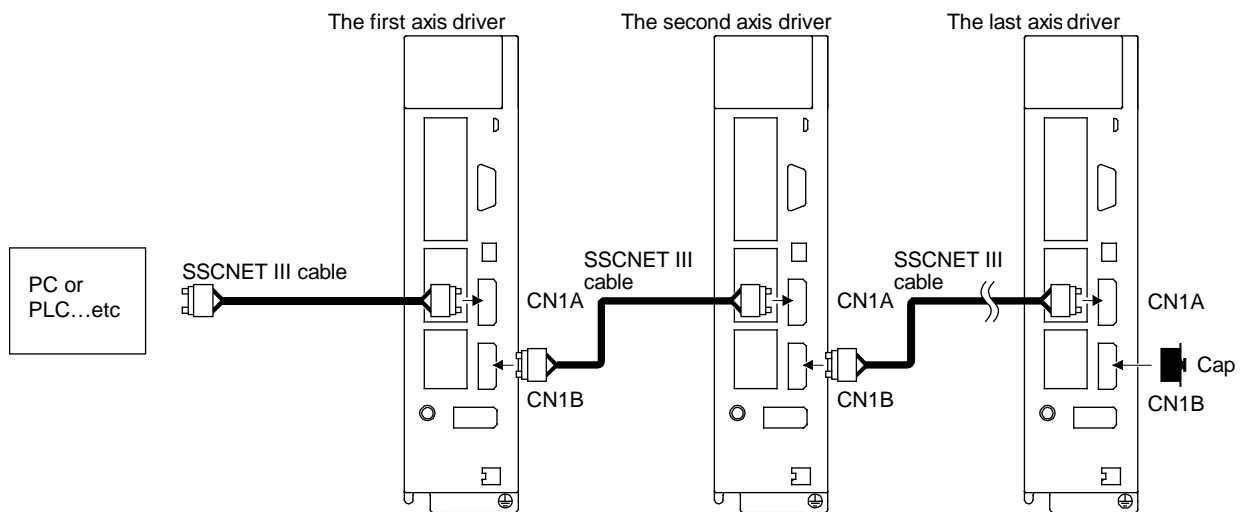 The first axis driver
The second axis driver
The last axis driver
PC or
PLC…etc
SSCNET III cable
CN1A
CN1B
SSCNET III
cable
CN1A
CN1B
SSCNET III
cable
CN1A
Cap
CN1B